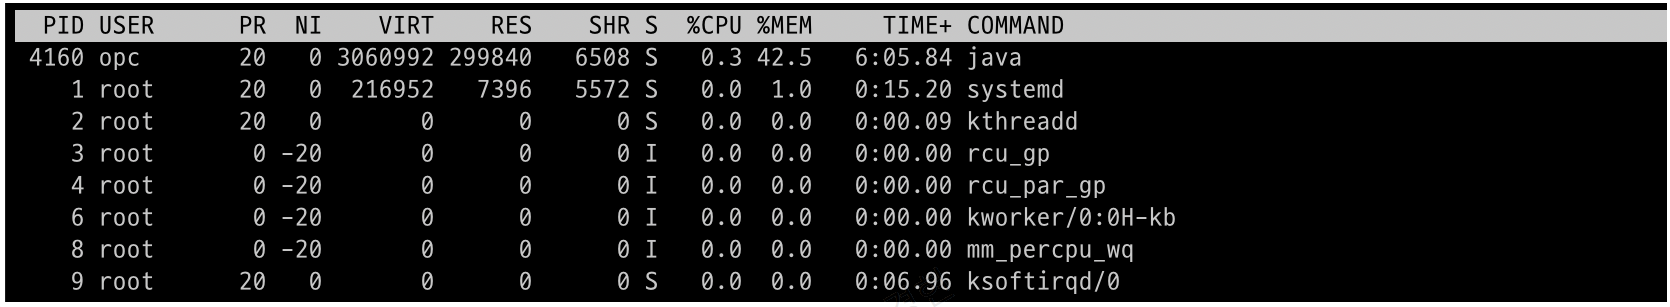 PID USER PR NI VIRT RES SHR S %CPU %MEM TIME+ COMMAND
4160 opc 20 0 3060992 299840 6508 S 0.3 42.5 6:05.84 java
1 root 20 0 216952 7396 5572 S 0.0 1.0 0:15.20 systemd
2 root 20 0 0 0 0 S 0.0 0.0 0:00.09 kthreadd
3 root 0 -20 0 0 0 I 0.0 0.0 0:00.00 rcu_gp
4 root 0 -20 0 0 0 I 0.0 0.0 0:00.00 rcu_par_gp
6 root 0 -20 0 0 0 I 0.0 0.0 0:00.00 kworker/0:0H-kb
8 root 0 -20 0 0 0 I 0.0 0.0 0:00.00 mm_percpu_wq
9 root 20 0 0 0 0 S 0.0 0.0 0:06.96 ksoftirqd/0